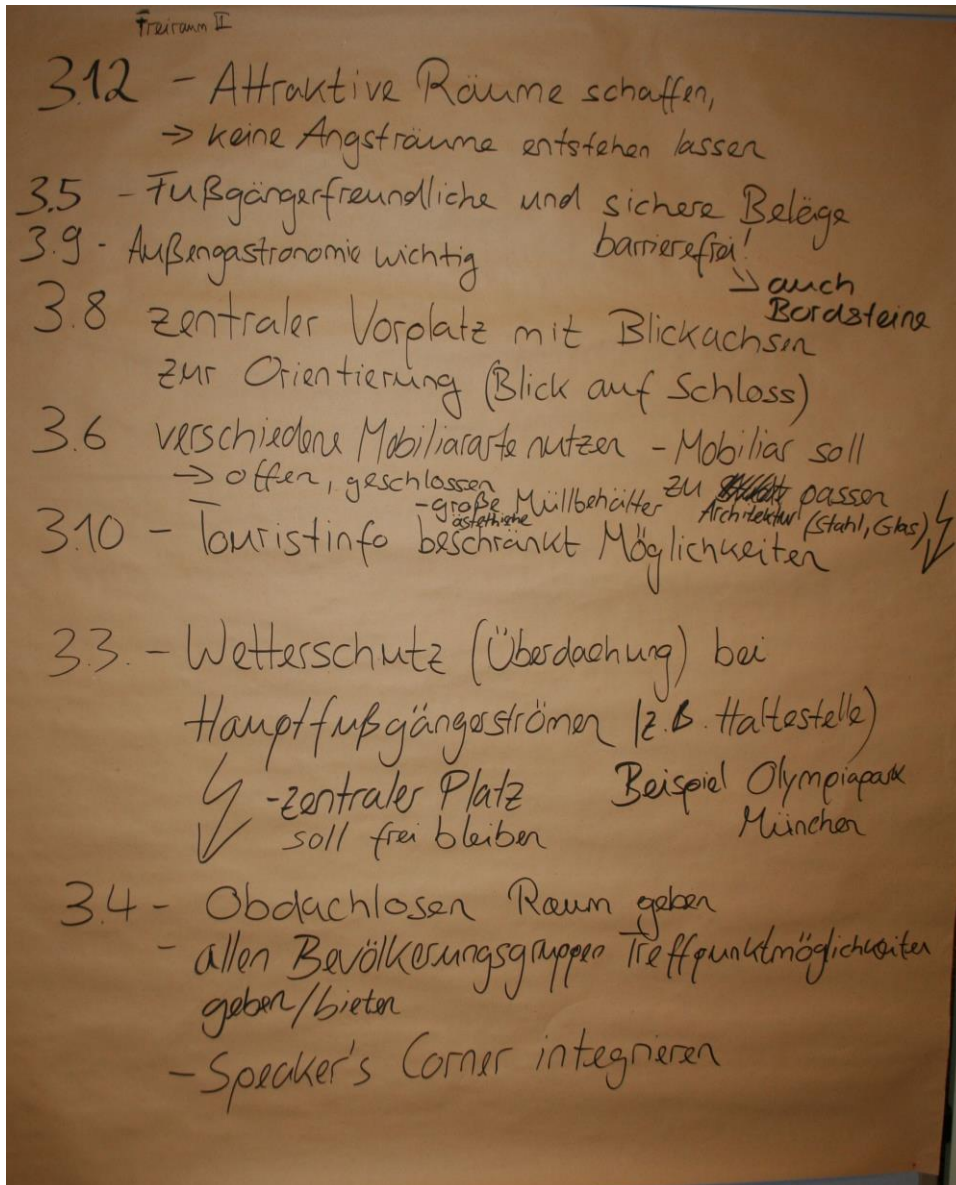 Freiraum II
3.12 - Attraktive Räume schaffen,
→ keine Angsträume entstehen lassen
3.5 - Fußgängerfreundliche und sichere Beläge
barrierefrei!
3.9 - Außengastronomie wichtig
↘ auch
Bordsteine
3.8 zentraler Vorplatz mit Blickachsen
zur Orientierung (Blick auf Schloss)
3.6 verschiedene Mobiliararte nutzen - Mobiliar soll
→ offen, geschlossen
zu passen
Architektur (Stahl, Glas)
- große Müllbehälter
ästethiche
3.10 - Touristinfo beschränkt Möglichkeiten
3.3. - Wetterschutz (Überdachung) bei
Hauptfußgängerströmen (z.B. Haltestelle)
- zentraler Platz
soll frei bleiben
Beispiel Olympiapark
München
3.4 - Obdachlosen Raum geben
- allen Bevölkerungsgruppen Treffpunktmöglichkeiten
geben/bieten
- Speaker's Corner integrieren